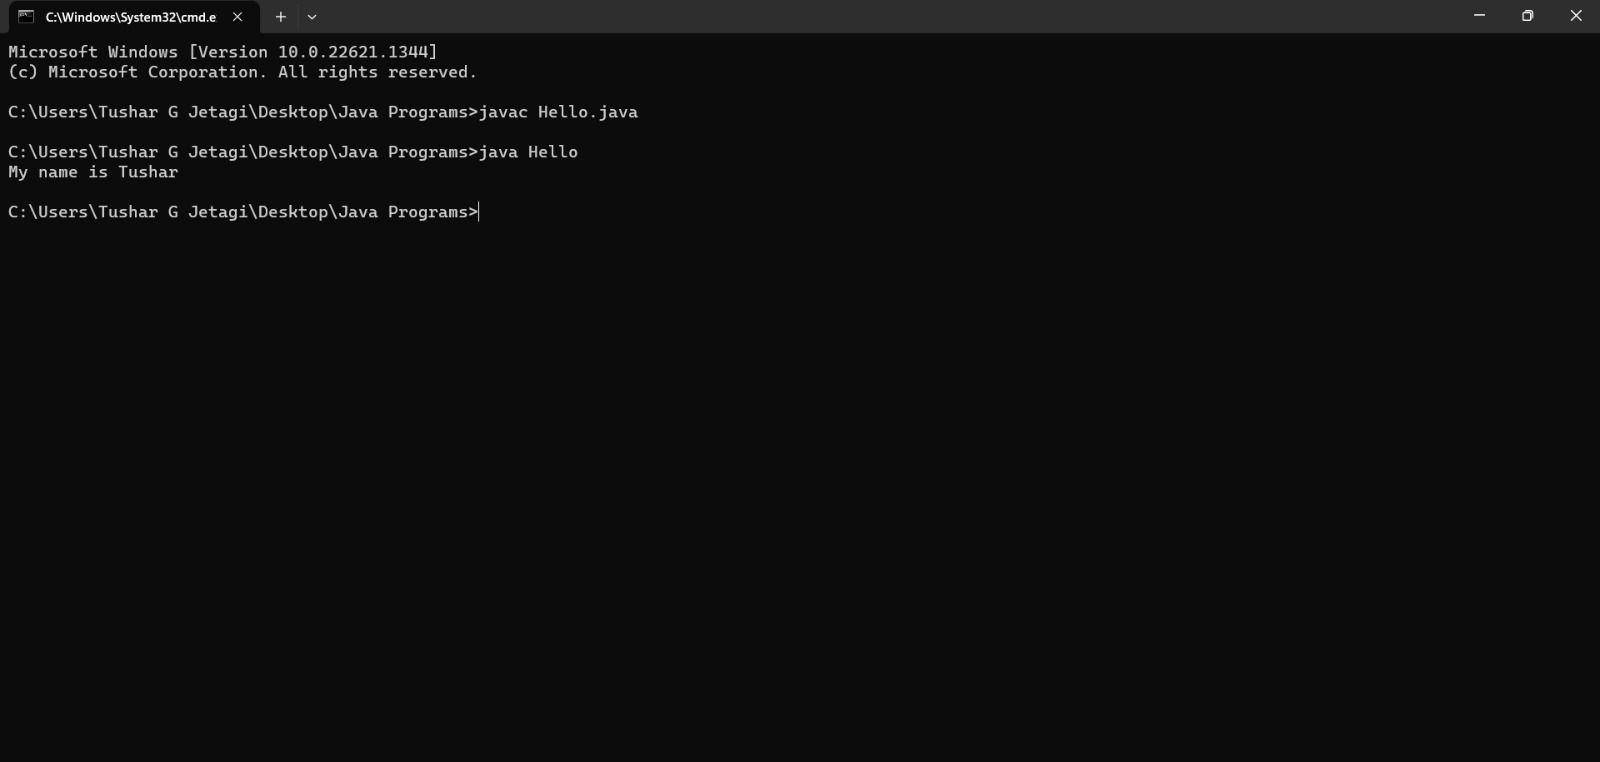 C:\Windows\System32\cmd.e
Microsoft Windows [Version 10.0.22621.1344]
(c) Microsoft Corporation. All rights reserved.
C:\Users\Tushar G Jetagi\Desktop\Java Programs>javac Hello.java
C:\Users\Tushar G Jetagi\Desktop\Java Programs>java Hello
My name is Tushar
C:\Users\Tushar G Jetagi\Desktop\Java Programs>